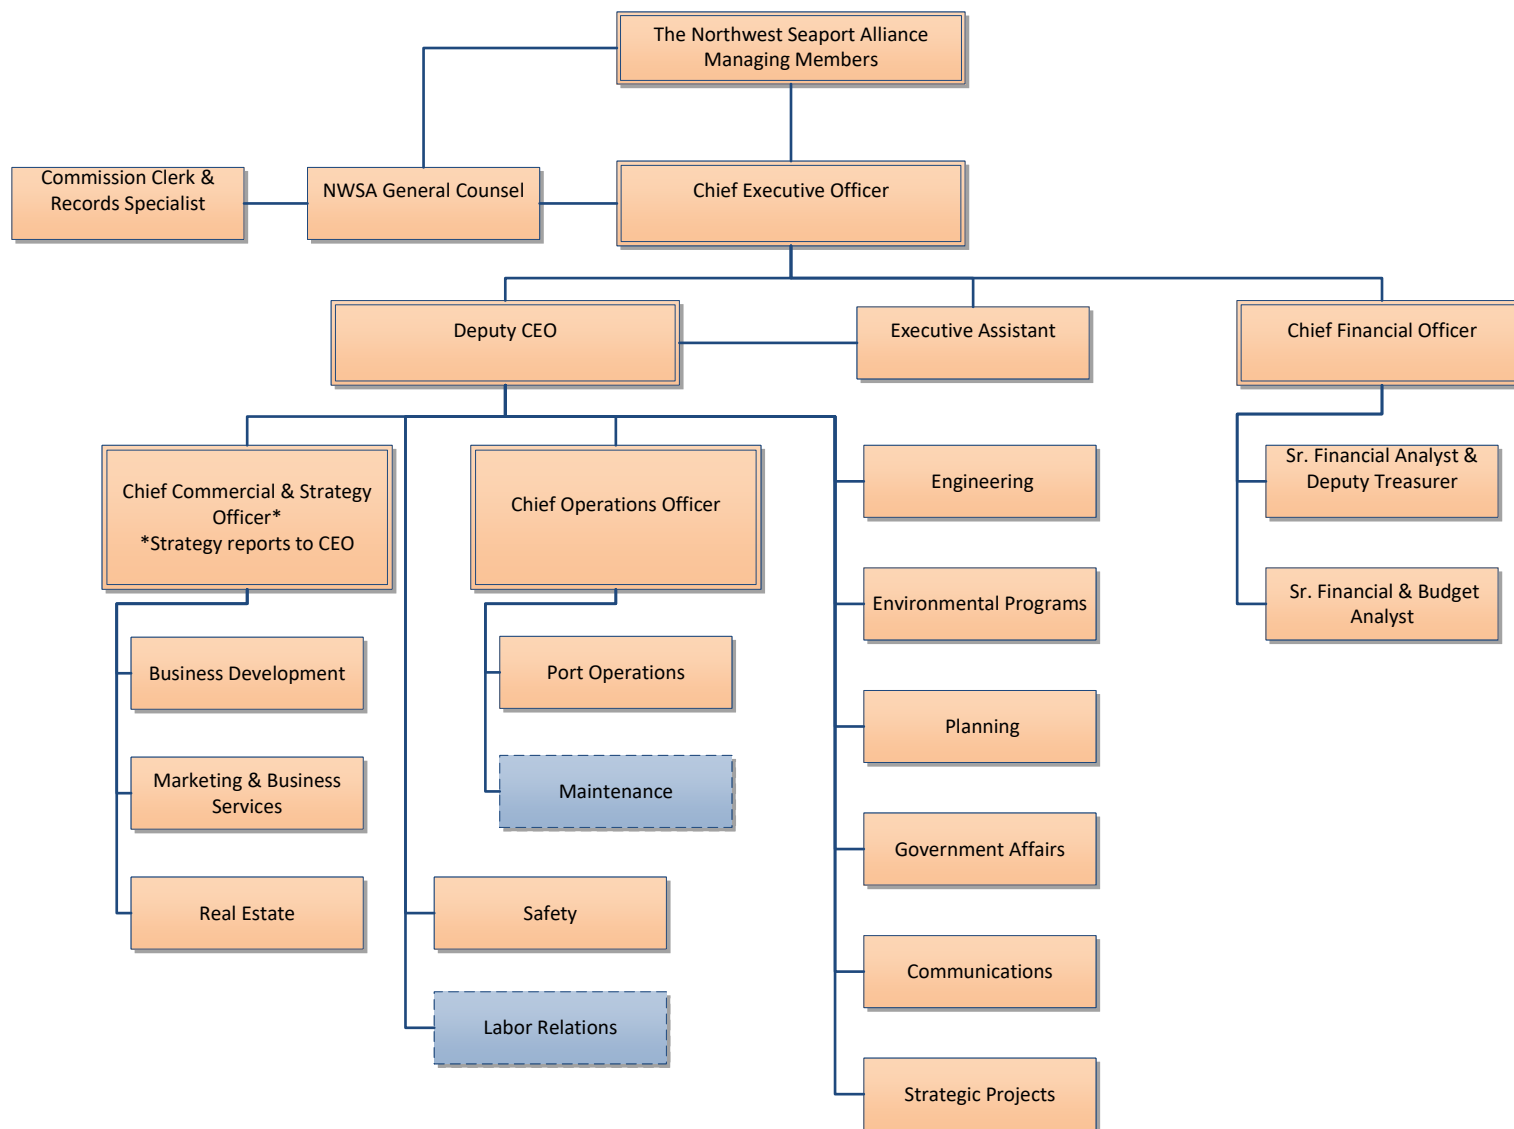 The Northwest Seaport Alliance
Managing Members
Commission Clerk &
Records Specialist
NWSA General Counsel
Chief Executive Officer
Deputy CEO
Executive Assistant
Chief Financial Officer
Chief Commercial & Strategy
Officer*
*Strategy reports to CEO
Chief Operations Officer
Engineering
Sr. Financial Analyst &
Deputy Treasurer
Environmental Programs
Sr. Financial & Budget
Analyst
Business Development
Port Operations
Planning
Marketing & Business
Services
Maintenance
Government Affairs
Real Estate
Safety
Communications
Labor Relations
Strategic Projects